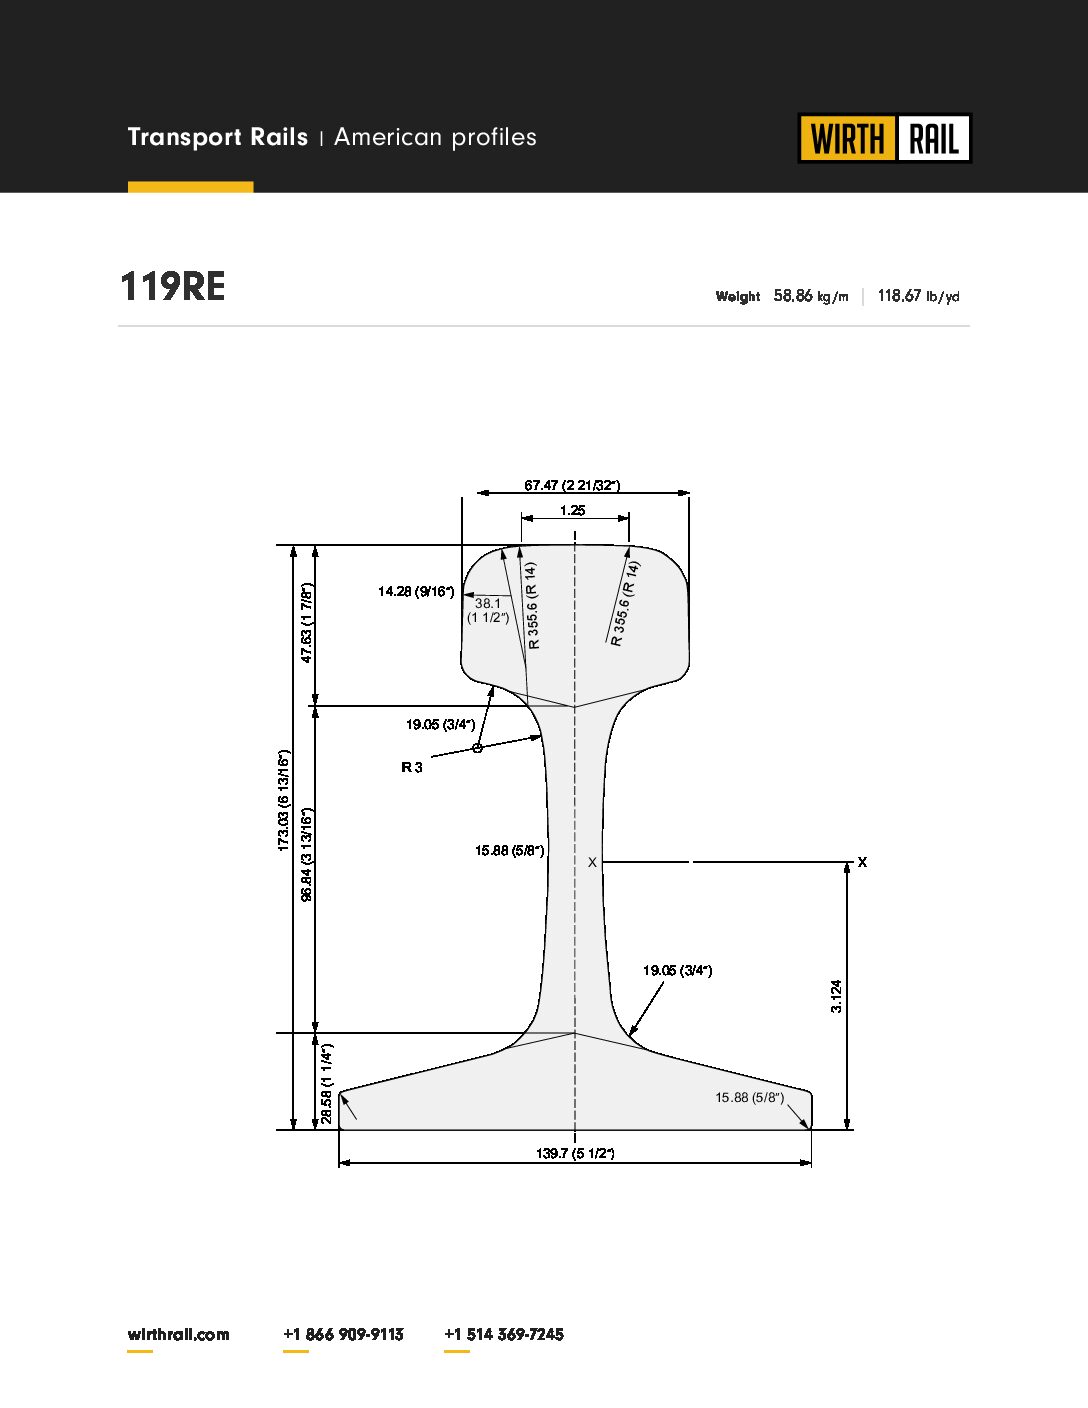 Transport Rails | American profiles
WIRTH RAIL
119RE
Weight 58.86 kg/m | 118.67 lb/yd
67.47 (2 21/32″)
1.25
14.28 (9/16″)
38.1
(1 1/2″)
R 355.6 (R 14)
R 355.6 (R 14)
47.63 (1 7/8″)
19.05 (3/4″)
R 3
173.03 (6 13/16″)
96.84 (3 13/16″)
15.88 (5/8″)
X
X
19.05 (3/4″)
3.124
28.58 (1 1/4″)
15.88 (5/8″)
139.7 (5 1/2″)
wirthrail.com +1 866 909-9113 +1 514 369-7245